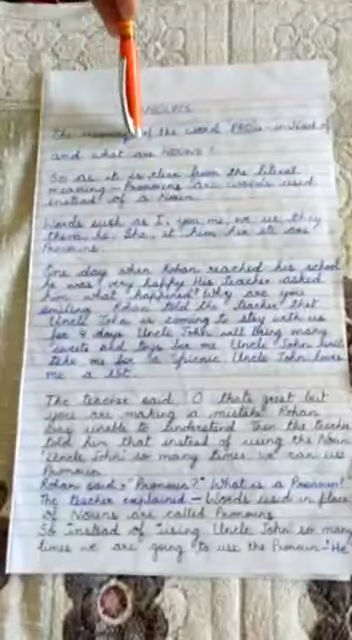 The of the word "PRO is instead of
and what are NOUNS?
So as it is clear from the literal
meaning - Pronouns are words used
instead of a Noun
Words such as I, you, me, we, us, they
them, he, She, it him her etc are
Pronouns.
One day when Rohan reached his school
he was very happy His teacher asked
him what happened? Why are you
smiling Rohan told the teacher that
Uncle John is coming to stay with us
for 4 days Uncle John will bring many
sweets and toys for me Uncle John will
take me for a picnic Uncle John loves
me a lot.
The teacher said O thats great but
you are making a mistake Rohan
was unable to understand Then the teacher
told him that instead of using the Noun
'Uncle John' so many times we can use
Pronoun
Rohan said - "Pronoun?" What is a Pronoun?
The teacher explained - Words used in place
of Nouns are called Pronouns
So instead of using Uncle John so many
times we are going to use the Pronoun - "He"